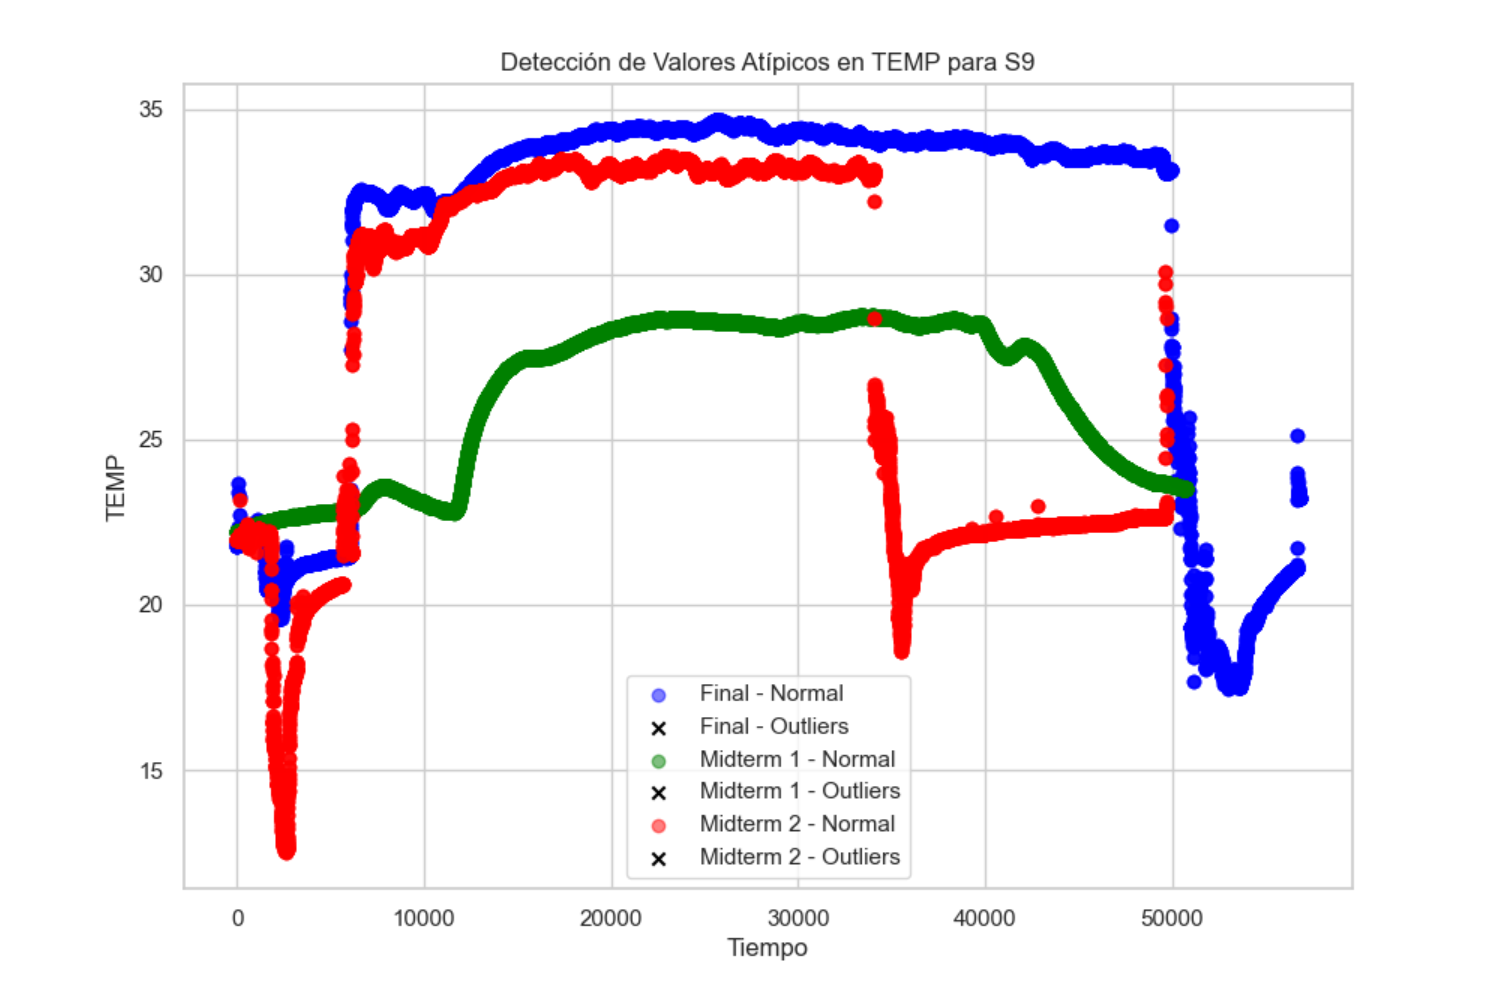 Detección de Valores Atípicos en TEMP para S9
TEMP
35
30
25
20
15
Final - Normal
Final - Outliers
Midterm 1 - Normal
Midterm 1 - Outliers
Midterm 2 - Normal
Midterm 2 - Outliers
0 10000 20000 30000 40000 50000
Tiempo